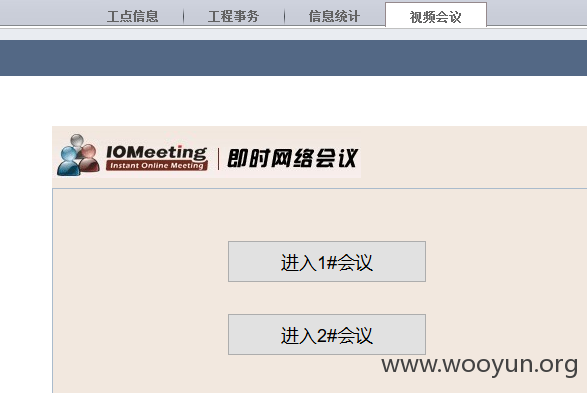 工点信息 工程事务 信息统计 视频会议
IOMeeting 即时网络会议
Instant Online Meeting
进入1#会议
进入2#会议
www.wooyun.org